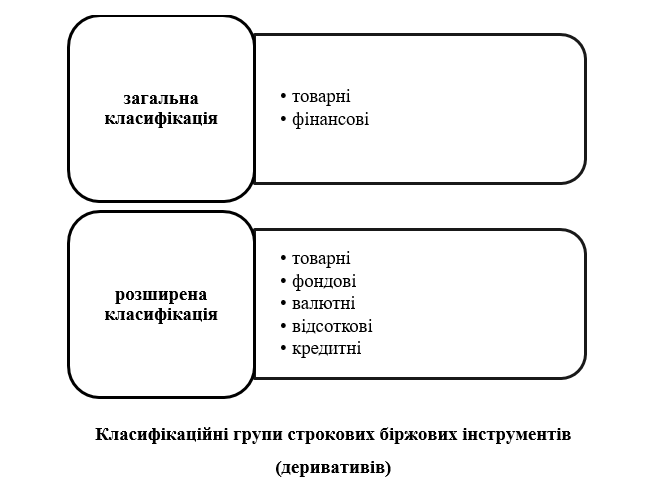 загальна
класифікація
• товарні
• фінансові
розширена
класифікація
• товарні
• фондові
• валютні
• відсоткові
• кредитні
Класифікаційні групи строкових біржових інструментів
(деривативів)